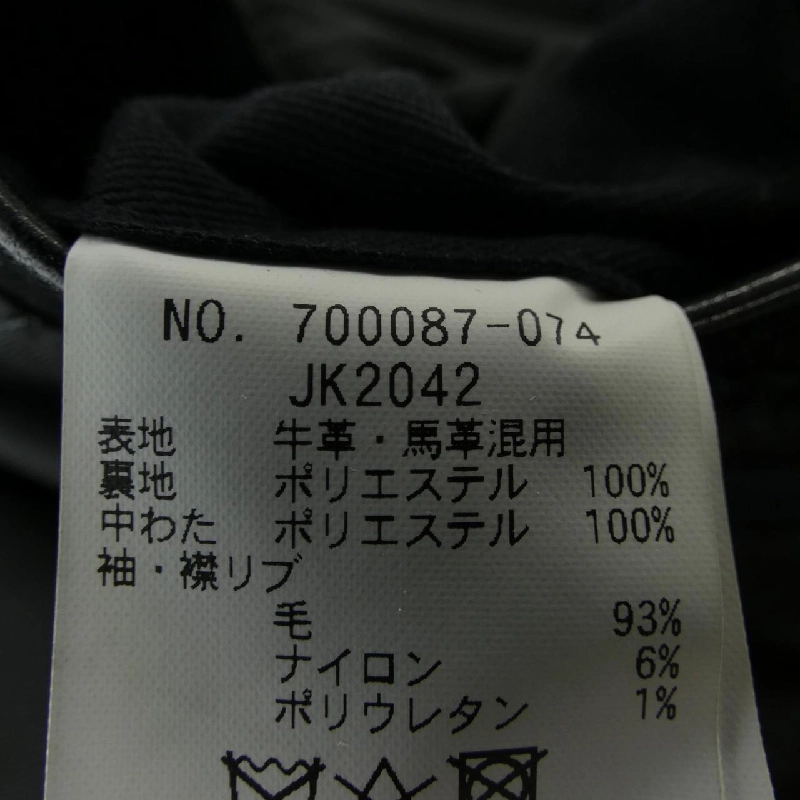 NO. 700087-074
JK2042
表地 牛革・馬革混用
裏地 ポリエステル 100%
中わた ポリエステル 100%
袖・襟リブ
毛 93%
ナイロン 6%
ポリウレタン 1%